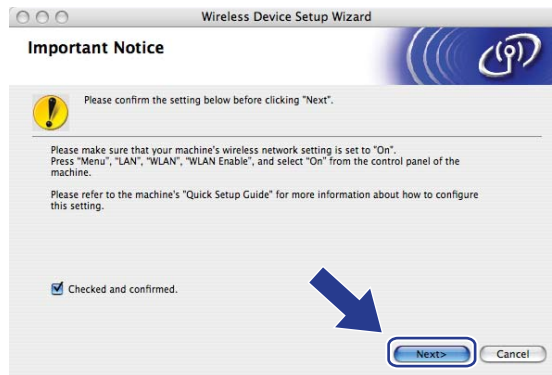 Wireless Device Setup Wizard
Important Notice
Please confirm the setting below before clicking "Next".
Please make sure that your machine's wireless network setting is set to "On".
Press "Menu", "LAN", "WLAN", "WLAN Enable", and select "On" from the control panel of the
machine.
Please refer to the machine's "Quick Setup Guide" for more information about how to configure
this setting.
Checked and confirmed.
Next>
Cancel